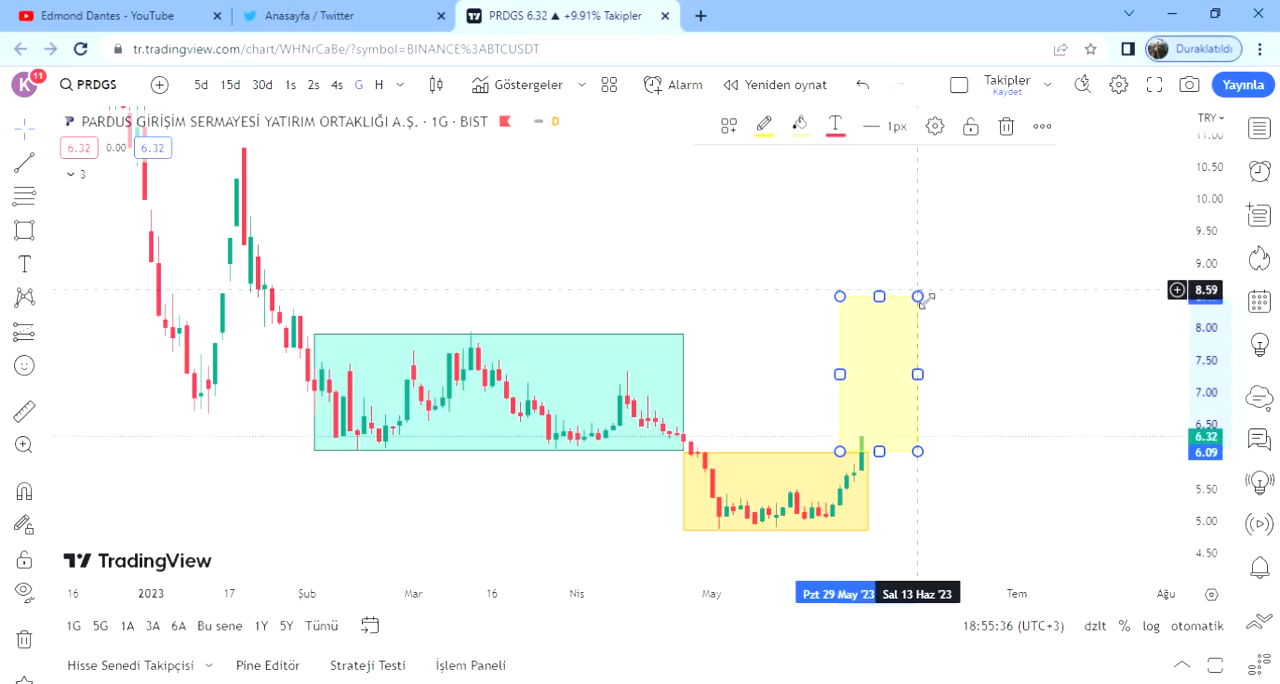 Edmond Dantes - YouTube
Anasayfa / Twitter
PRDGS 6.32 ▲ +9.91% Takipler
tr.tradingview.com/chart/WHNrCaBe/?symbol=BINANCE%3ABTCUSDT
Duraklatıldı
K 11
PRDGS
5d 15d 30d 1s 2s 4s G H
Göstergeler
Alarm
Yeniden oynat
Takipler
Kaydet
Yayınla
PARDUS GİRİŞİM SERMAYESİ YATIRIM ORTAKLIĞI A.Ş. · 1G · BIST
D
T 1px
TRY
6.32 0.00 6.32
3
11.00
10.50
10.00
9.50
9.00
8.59
8.00
7.50
7.00
6.50
6.32
6.09
5.50
5.00
4.50
TradingView
16 2023 17 Şub Mar 16 Nis May Pzt 29 May '23 Sal 13 Haz '23 Tem Ağu
1G 5G 1A 3A 6A Bu sene 1Y 5Y Tümü
18:55:36 (UTC+3) dzlt % log otomatik
Hisse Senedi Takipçisi Pine Editör Strateji Testi İşlem Paneli